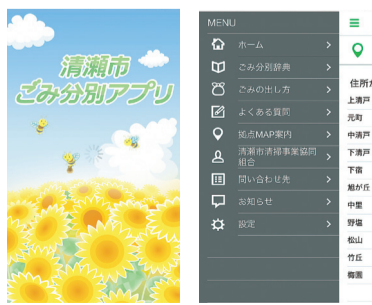 清瀬市
ごみ分別アプリ
MENU
ホーム
ごみ分別辞典
ごみの出し方
よくある質問
拠点MAP案内
清瀬市清掃事業協同
組合
問い合わせ先
お知らせ
設定
住所か
上清戸
元町
中清戸
下清戸
下宿
旭が丘
中里
野塩
松山
竹丘
梅園